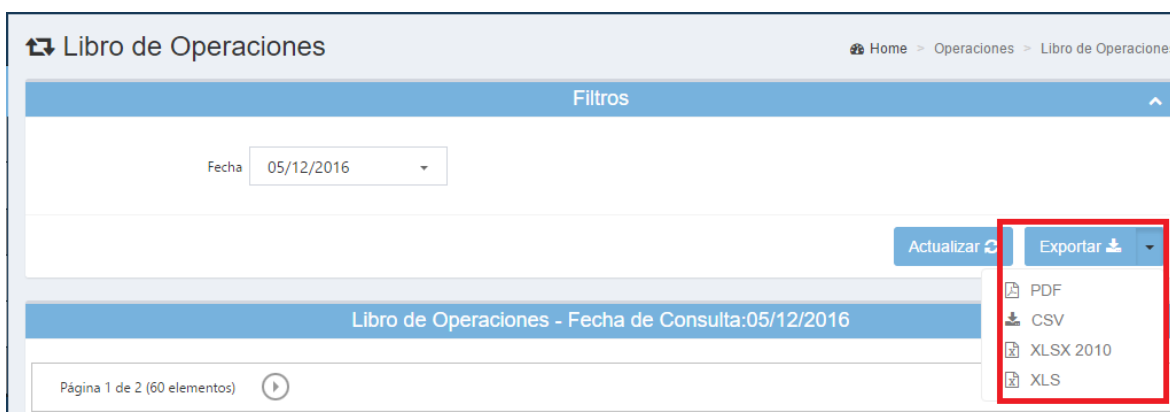 Libro de Operaciones
Home > Operaciones > Libro de Operacione
Filtros
Fecha 05/12/2016
Actualizar Exportar
PDF
CSV
XLSX 2010
XLS
Libro de Operaciones - Fecha de Consulta:05/12/2016
Página 1 de 2 (60 elementos)